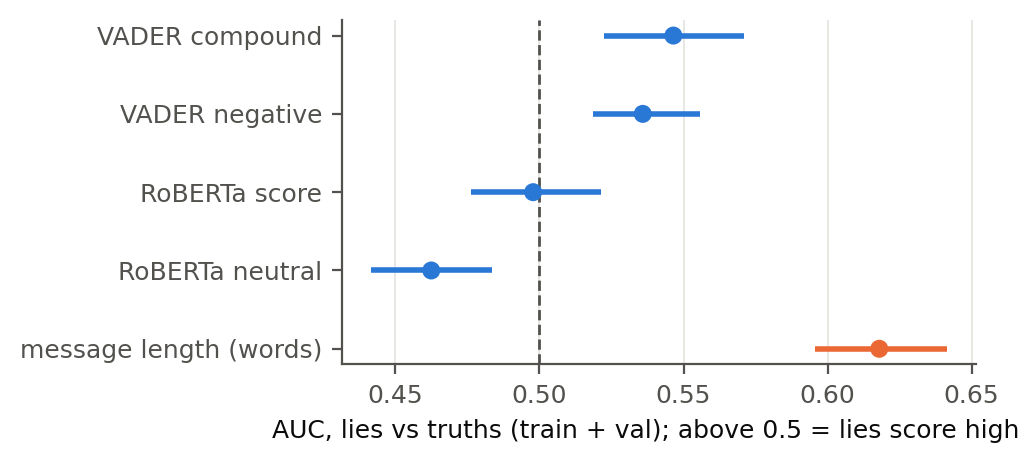 VADER compound
VADER negative
RoBERTa score
RoBERTa neutral
message length (words)
0.45 0.50 0.55 0.60 0.65
AUC, lies vs truths (train + val); above 0.5 = lies score high